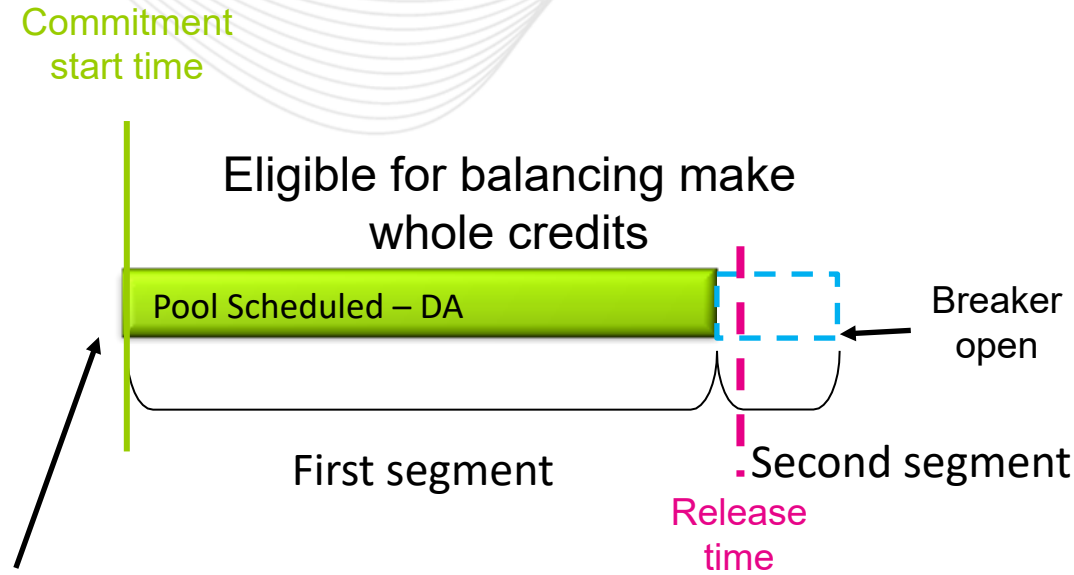 Commitment
start time
Eligible for balancing make
whole credits
Pool Scheduled – DA
Breaker
open
First segment
Second segment
Release
time